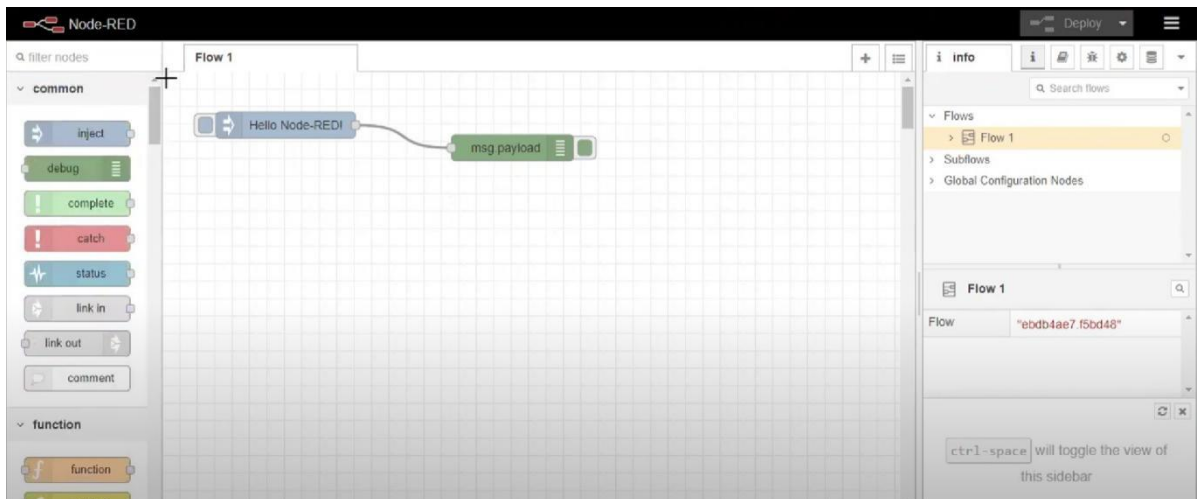 Node-RED
Deploy
filter nodes
Flow 1
info
i
Search flows
common
inject
debug
complete
catch
status
link in
link out
comment
function
function
Hello Node-RED!
msg.payload
Flows
Flow 1
Subflows
Global Configuration Nodes
Flow 1
Flow "ebdb4ae7.f5bd48"
ctrl-space will toggle the view of
this sidebar